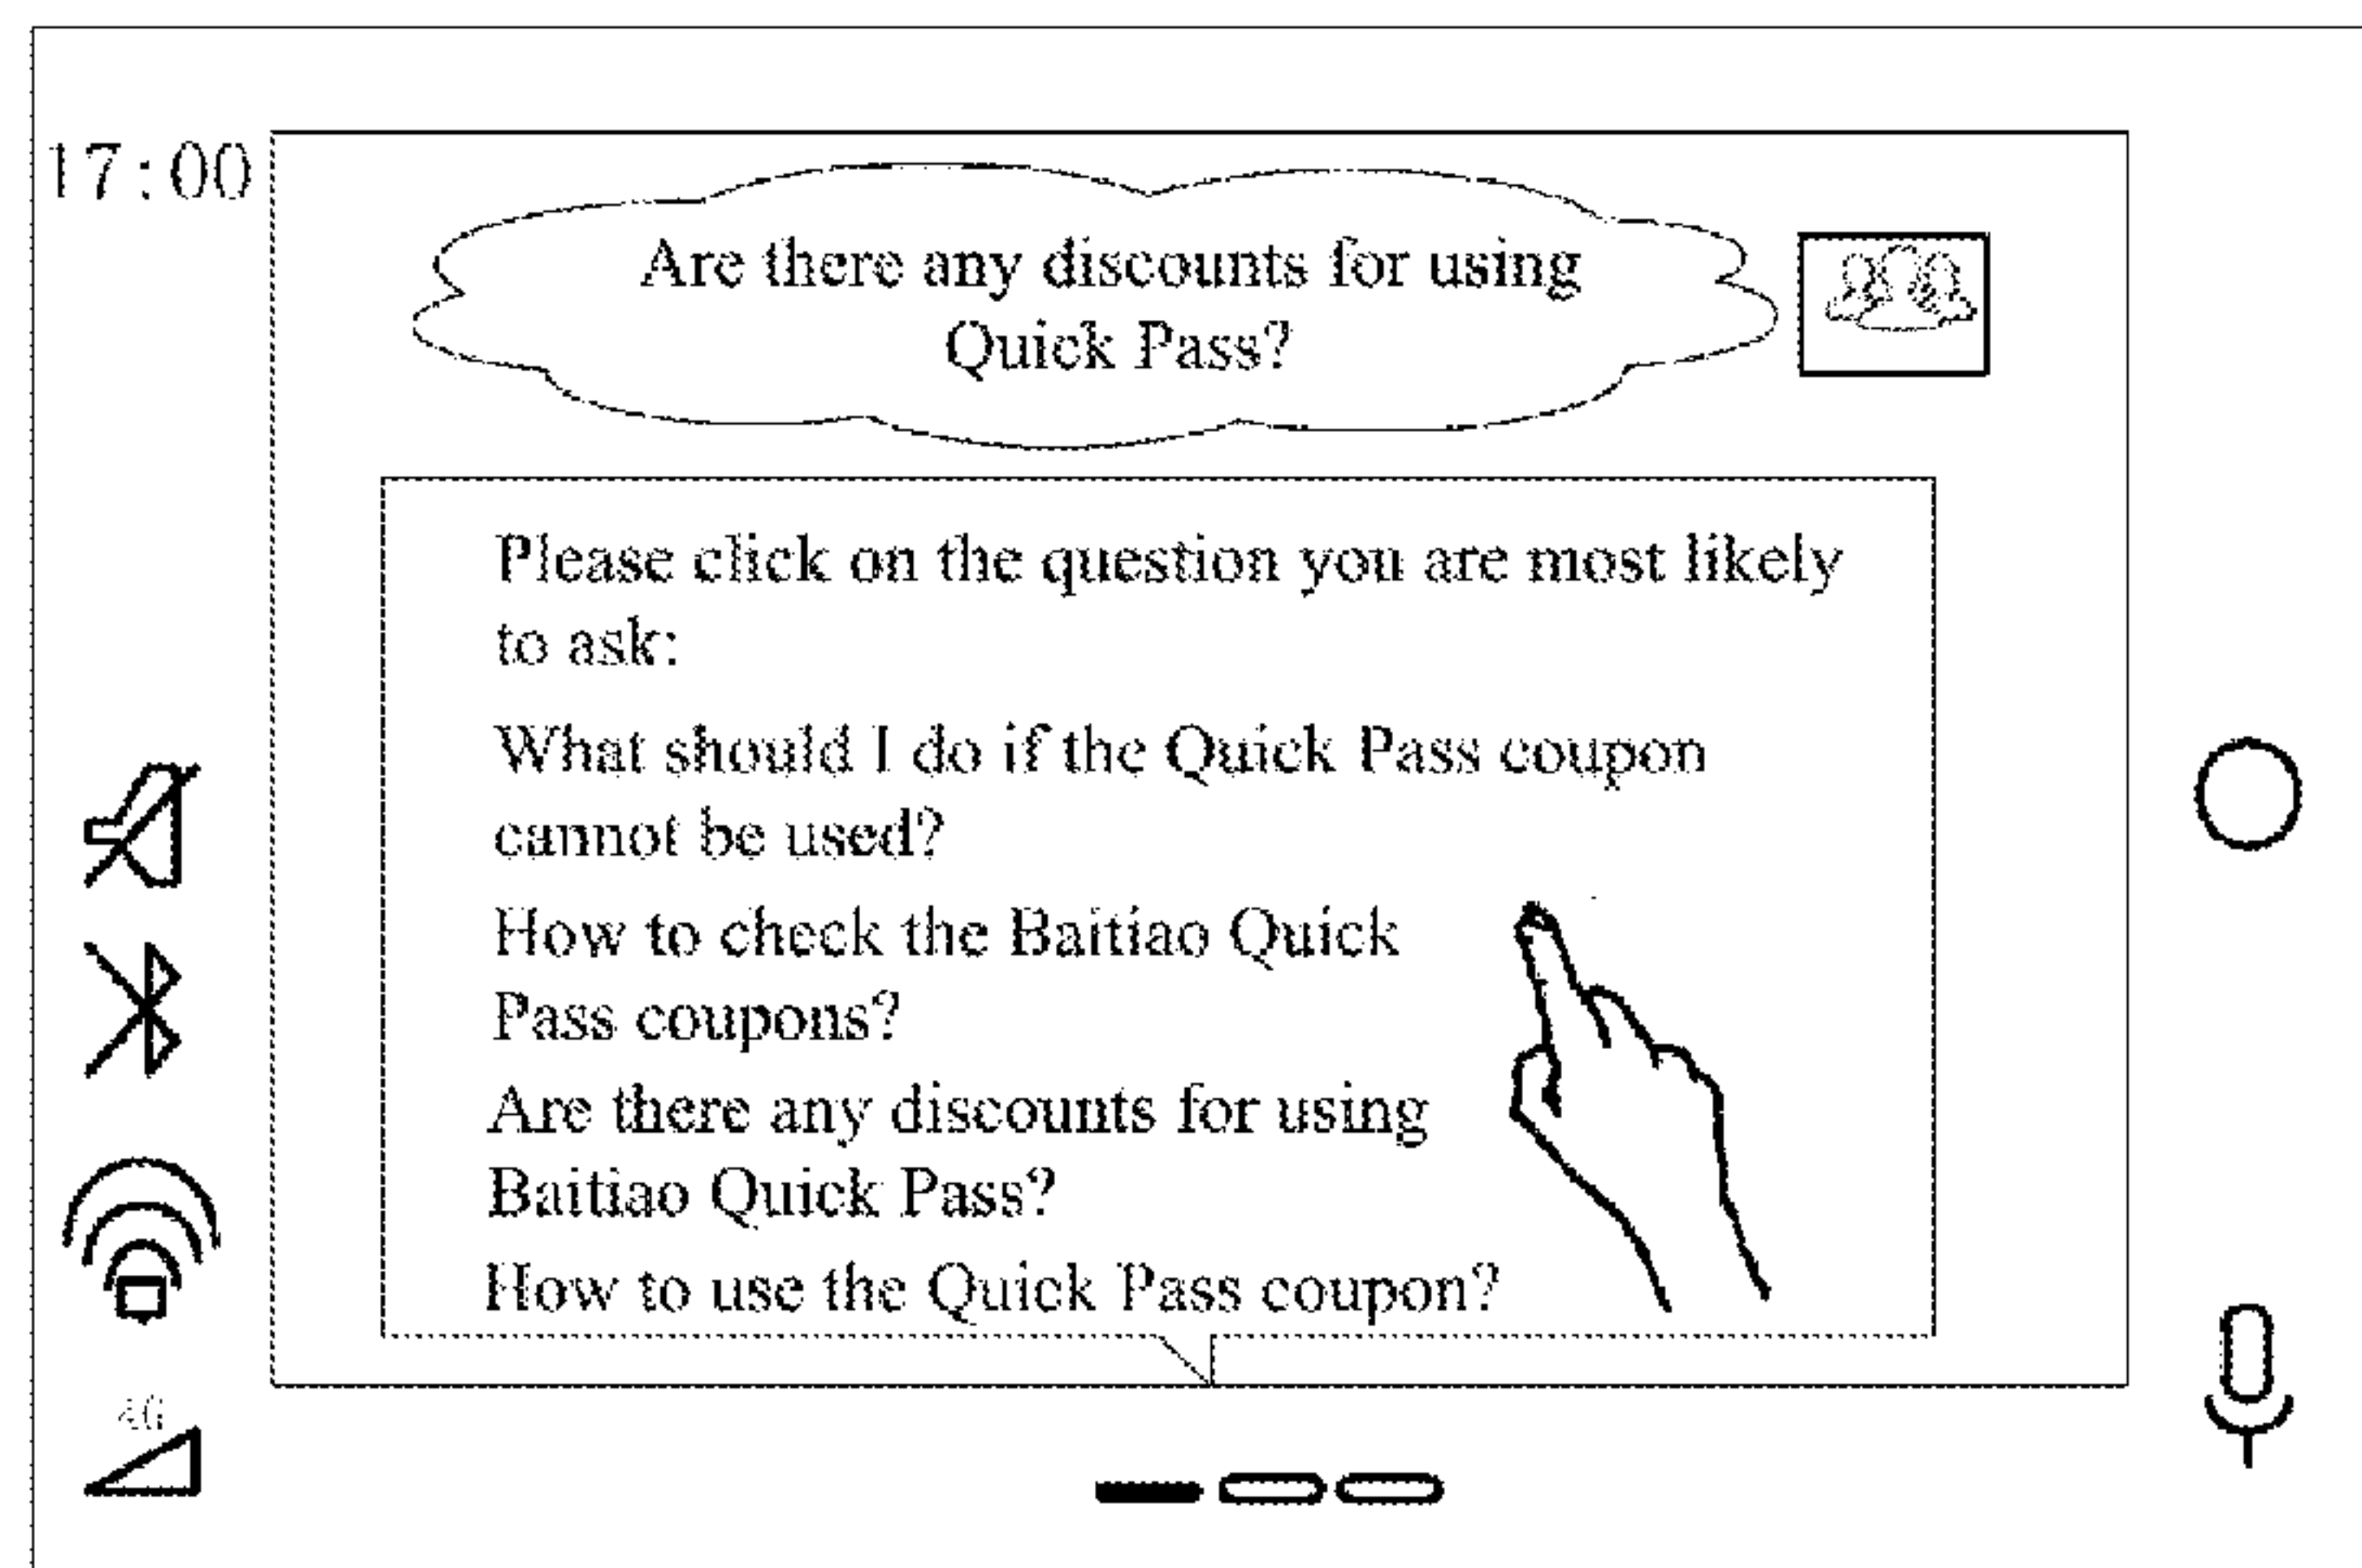 17:00
Are there any discounts for using
Quick Pass?
Please click on the question you are most likely
to ask:
What should I do if the Quick Pass coupon
cannot be used?
How to check the Baitiao Quick
Pass coupons?
Are there any discounts for using
Baitiao Quick Pass?
How to use the Quick Pass coupon?
4G